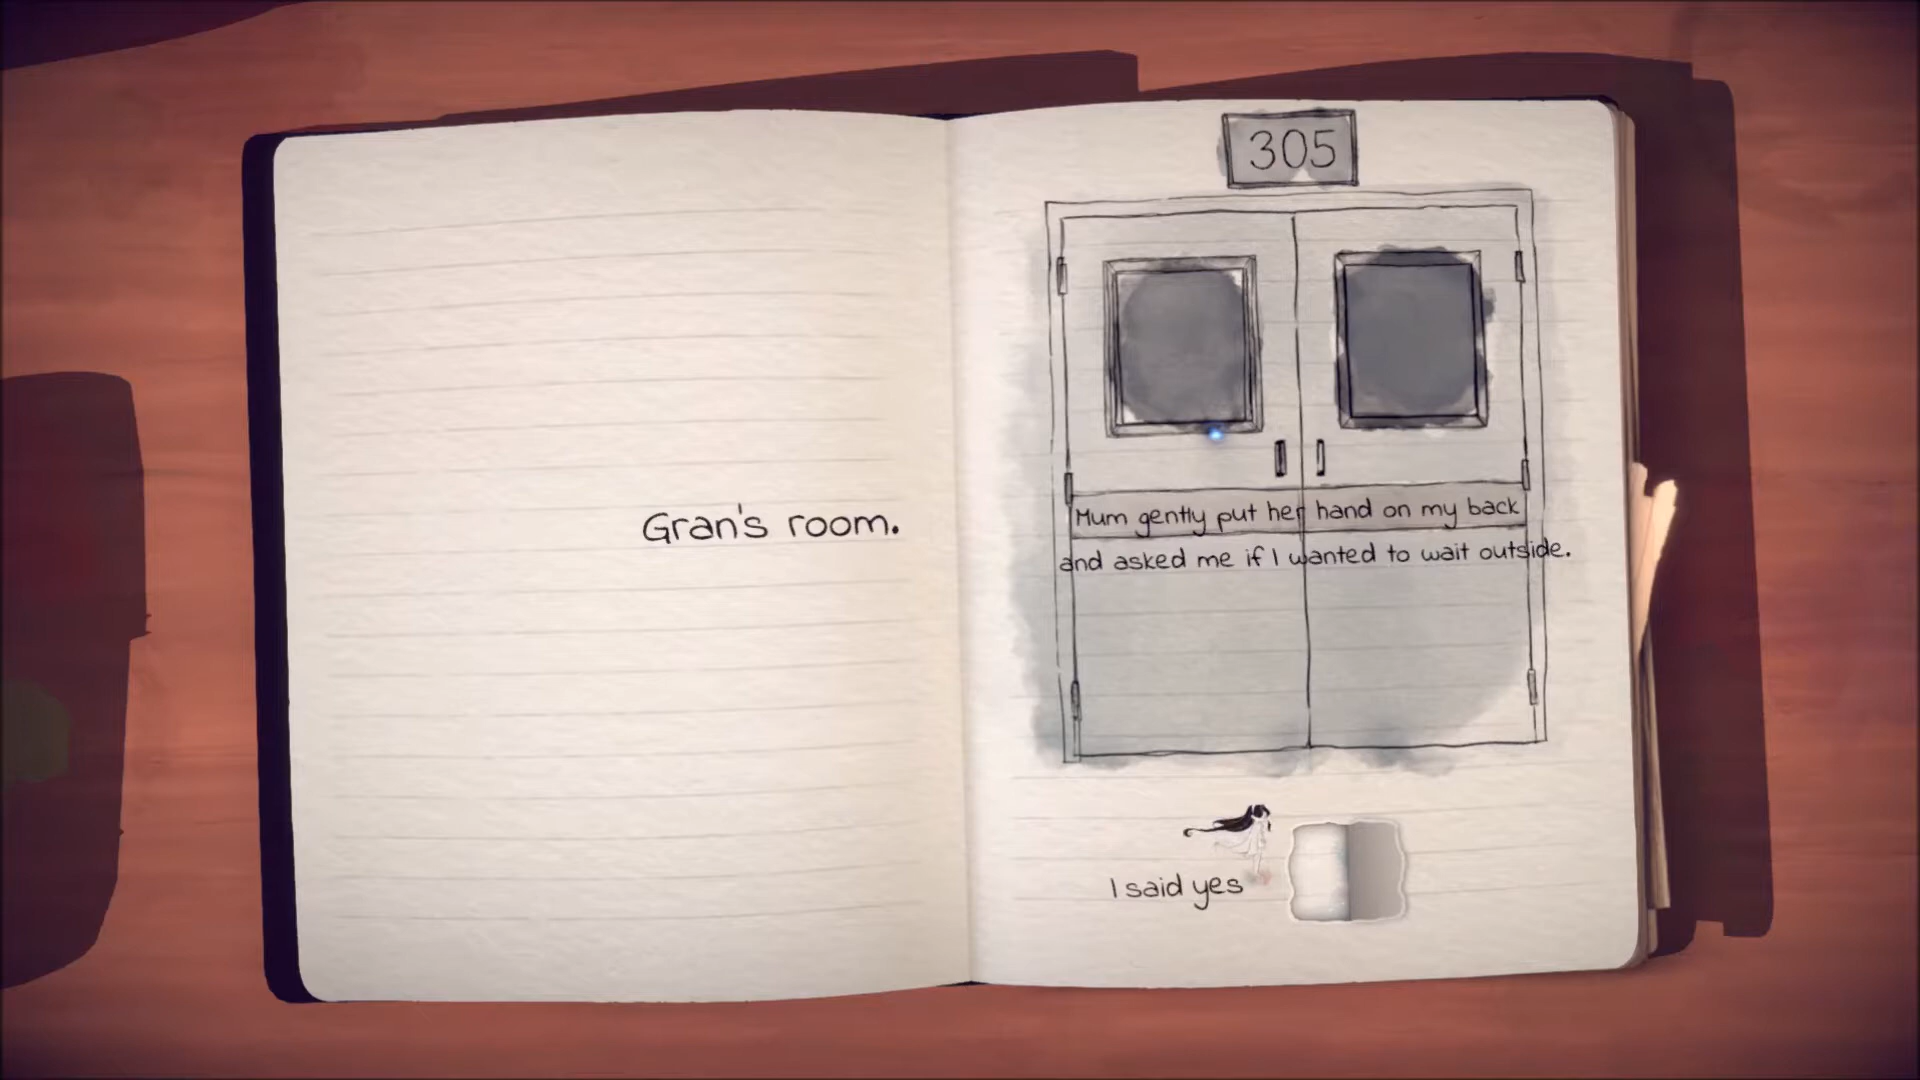 Gran's room.
305
Mum gently put her hand on my back
and asked me if I wanted to wait outside.
I said yes